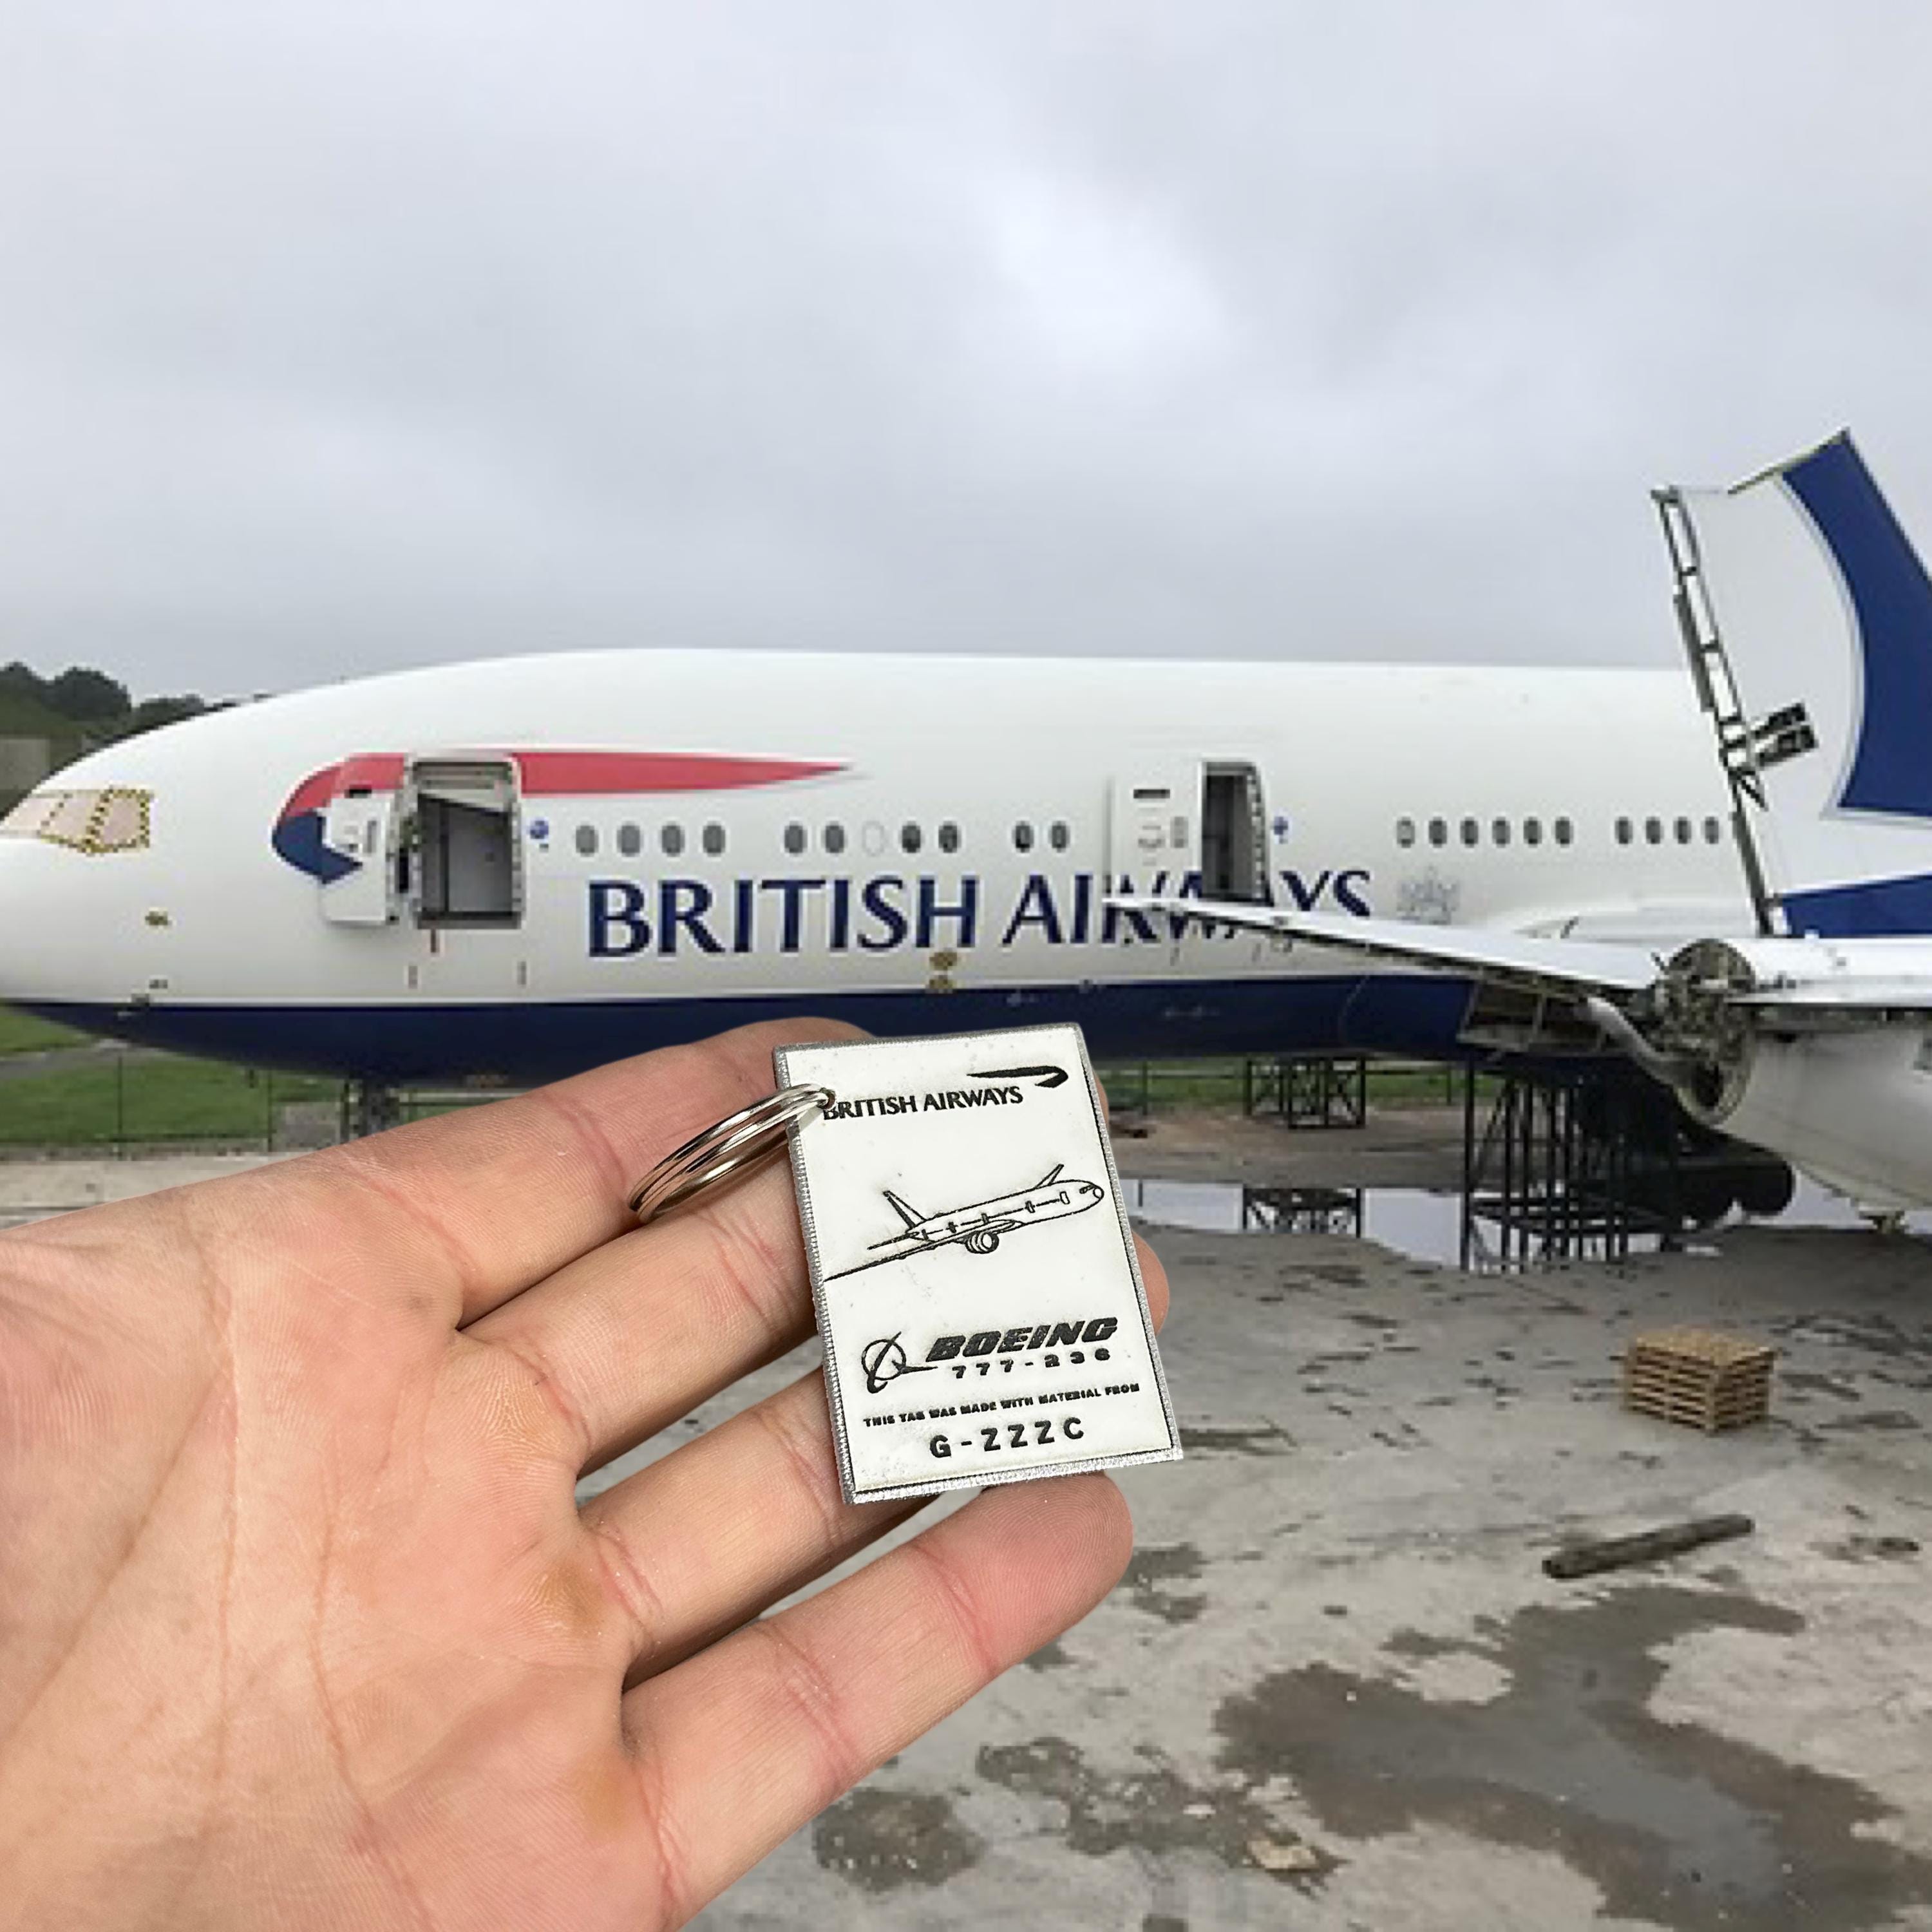 BRITISH AIRWAYS
BRITISH AIRWAYS
BOEING
777-236
THIS TAG WAS MADE WITH MATERIAL FROM
G-ZZZC